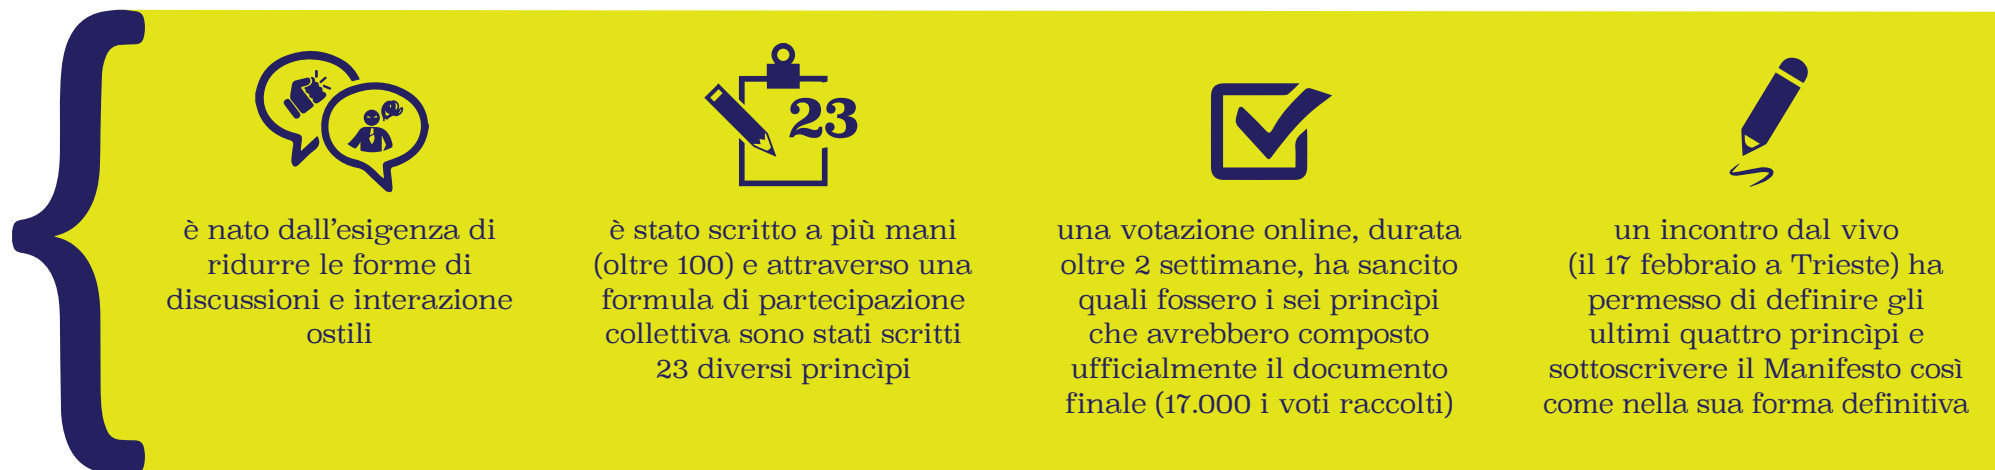 23
è nato dall'esigenza di
ridurre le forme di
discussioni e interazione
ostili
è stato scritto a più mani
(oltre 100) e attraverso una
formula di partecipazione
collettiva sono stati scritti
23 diversi princìpi
una votazione online, durata
oltre 2 settimane, ha sancito
quali fossero i sei princìpi
che avrebbero composto
ufficialmente il documento
finale (17.000 i voti raccolti)
un incontro dal vivo
(il 17 febbraio a Trieste) ha
permesso di definire gli
ultimi quattro princìpi e
sottoscrivere il Manifesto così
come nella sua forma definitiva